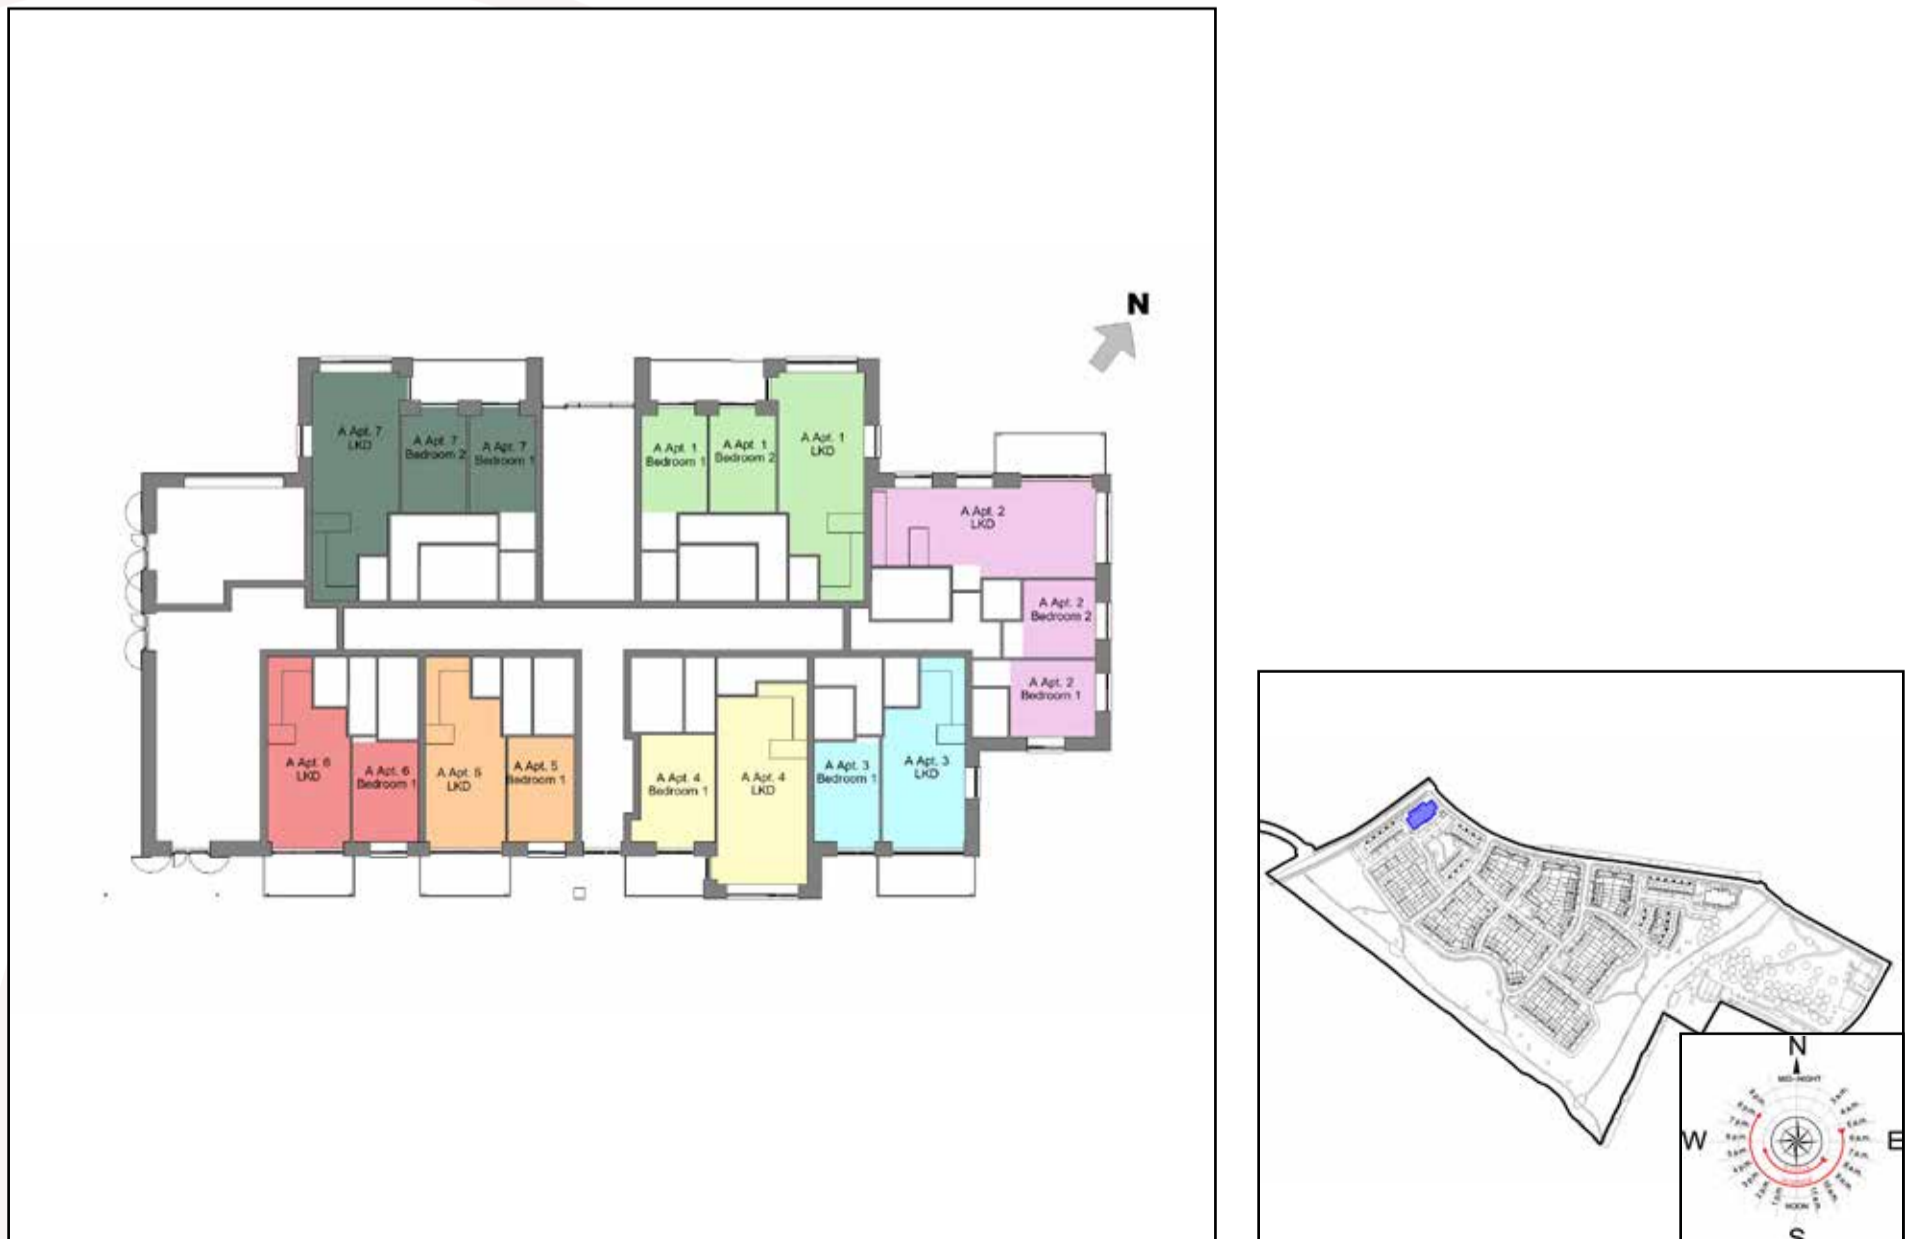 N
A Apt. 7
LKD
A Apt. 7
Bedroom 2
A Apt. 7
Bedroom 1
A Apt. 1
Bedroom 1
A Apt. 1
Bedroom 2
A Apt. 1
LKD
A Apt. 2
LKD
A Apt. 2
Bedroom 2
A Apt. 2
Bedroom 1
A Apt. 6
LKD
A Apt. 6
Bedroom 1
A Apt. 5
LKD
A Apt. 5
Bedroom 1
A Apt. 4
Bedroom 1
A Apt. 4
LKD
A Apt. 3
Bedroom 1
A Apt. 3
LKD
N
MID-NIGHT
W
E
NOON
S